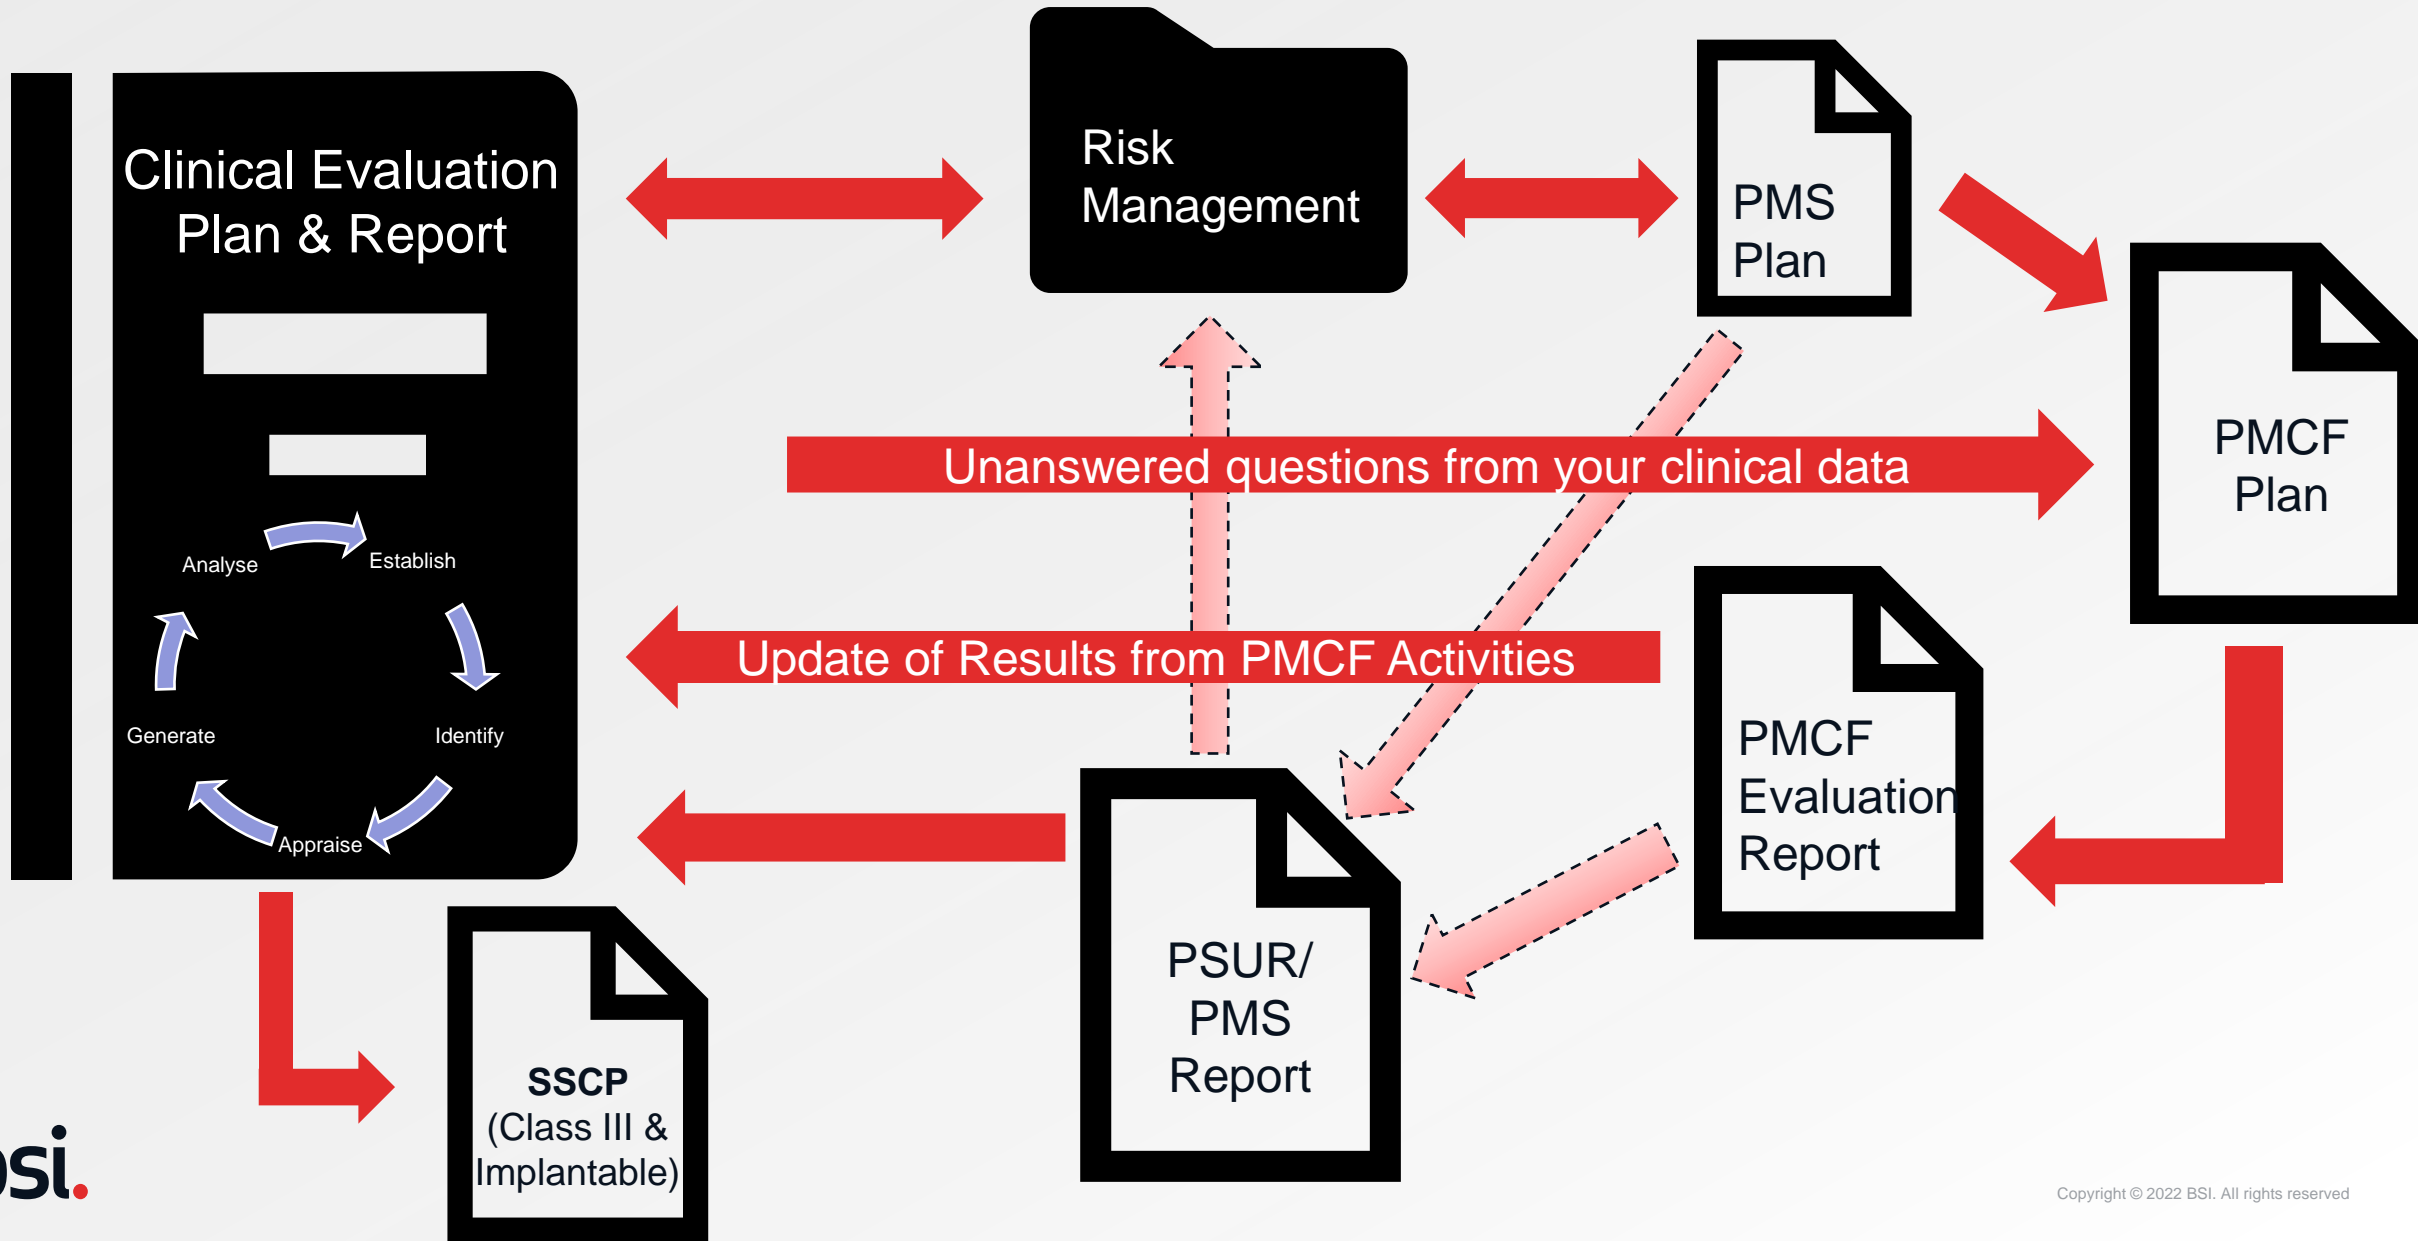 Clinical Evaluation
Plan & Report
Analyse
Establish
Generate
Identify
Appraise
Risk
Management
PMS
Plan
PMCF
Plan
Unanswered questions from your clinical data
Update of Results from PMCF Activities
PMCF
Evaluation
Report
PSUR/
PMS
Report
SSCP
(Class III &
Implantable)
bsi.
Copyright © 2022 BSI. All rights reserved